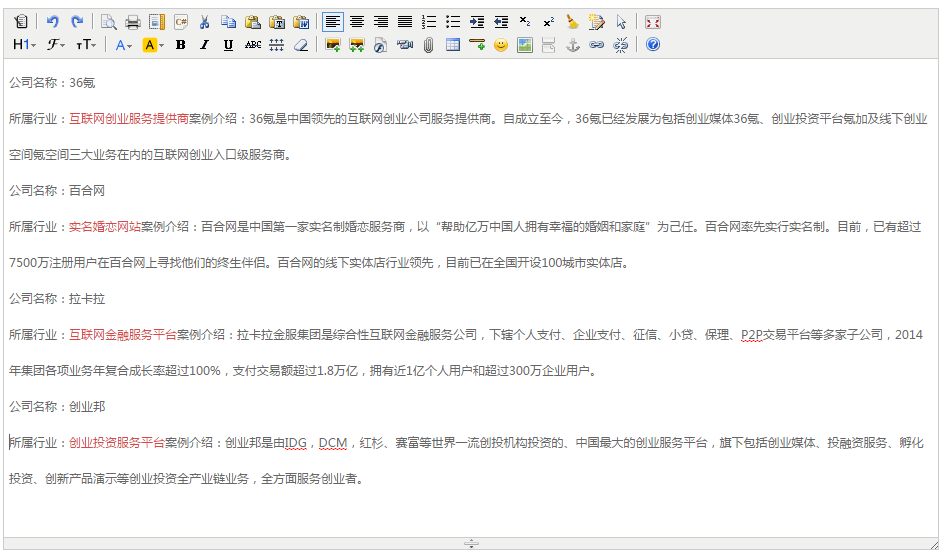 H1 ℱ тT A A B I U ABC
公司名称：36氪
所属行业：互联网创业服务提供商案例介绍：36氪是中国领先的互联网创业公司服务提供商。自成立至今，36氪已经发展为包括创业媒体36氪、创业投资平台氪加及线下创业
空间氪空间三大业务在内的互联网创业入口级服务商。
公司名称：百合网
所属行业：实名婚恋网站案例介绍：百合网是中国第一家实名制婚恋服务商，以“帮助亿万中国人拥有幸福的婚姻和家庭”为己任。百合网率先实行实名制。目前，已有超过
7500万注册用户在百合网上寻找他们的终生伴侣。百合网的线下实体店行业领先，目前已在全国开设100城市实体店。
公司名称：拉卡拉
所属行业：互联网金融服务平台案例介绍：拉卡拉金服集团是综合性互联网金融服务公司，下辖个人支付、企业支付、征信、小贷、保理、P2P交易平台等多家子公司，2014
年集团各项业务年复合成长率超过100%，支付交易额超过1.8万亿，拥有近1亿个人用户和超过300万企业用户。
公司名称：创业邦
所属行业：创业投资服务平台案例介绍：创业邦是由IDG，DCM，红杉、赛富等世界一流创投机构投资的、中国最大的创业服务平台，旗下包括创业媒体、投融资服务、孵化
投资、创新产品演示等创业投资全产业链业务，全方面服务创业者。